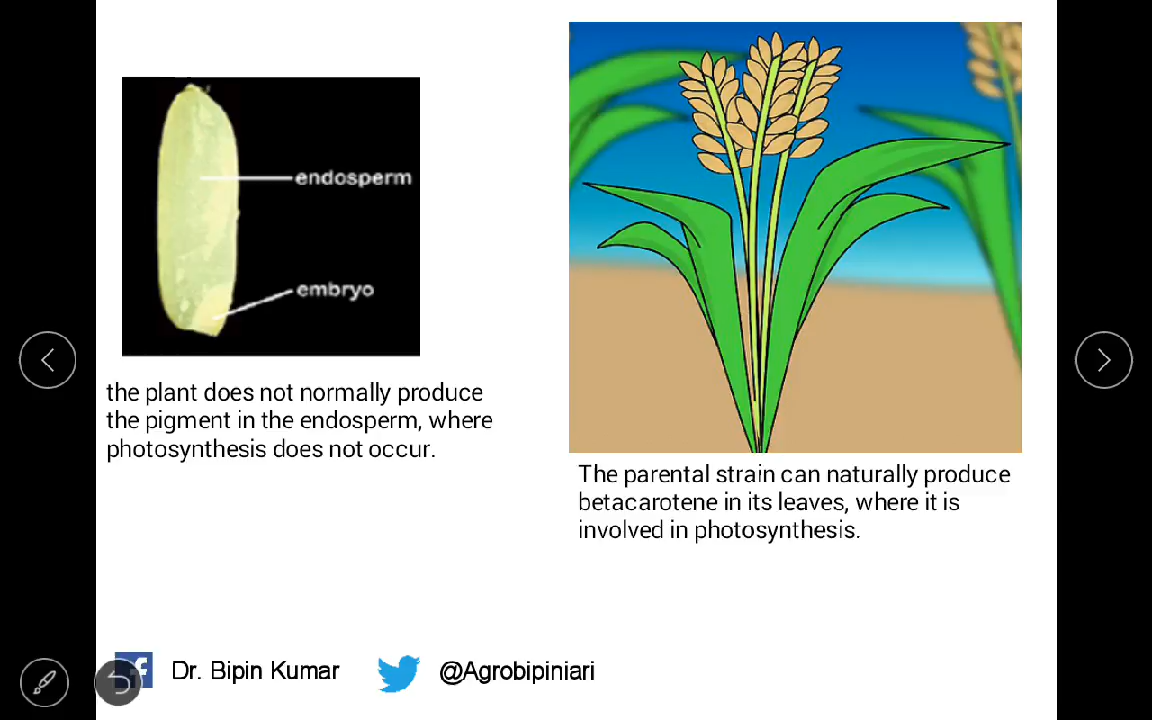 endosperm
embryo
the plant does not normally produce
the pigment in the endosperm, where
photosynthesis does not occur.
The parental strain can naturally produce
betacarotene in its leaves, where it is
involved in photosynthesis.
Dr. Bipin Kumar
@Agrobipiniari